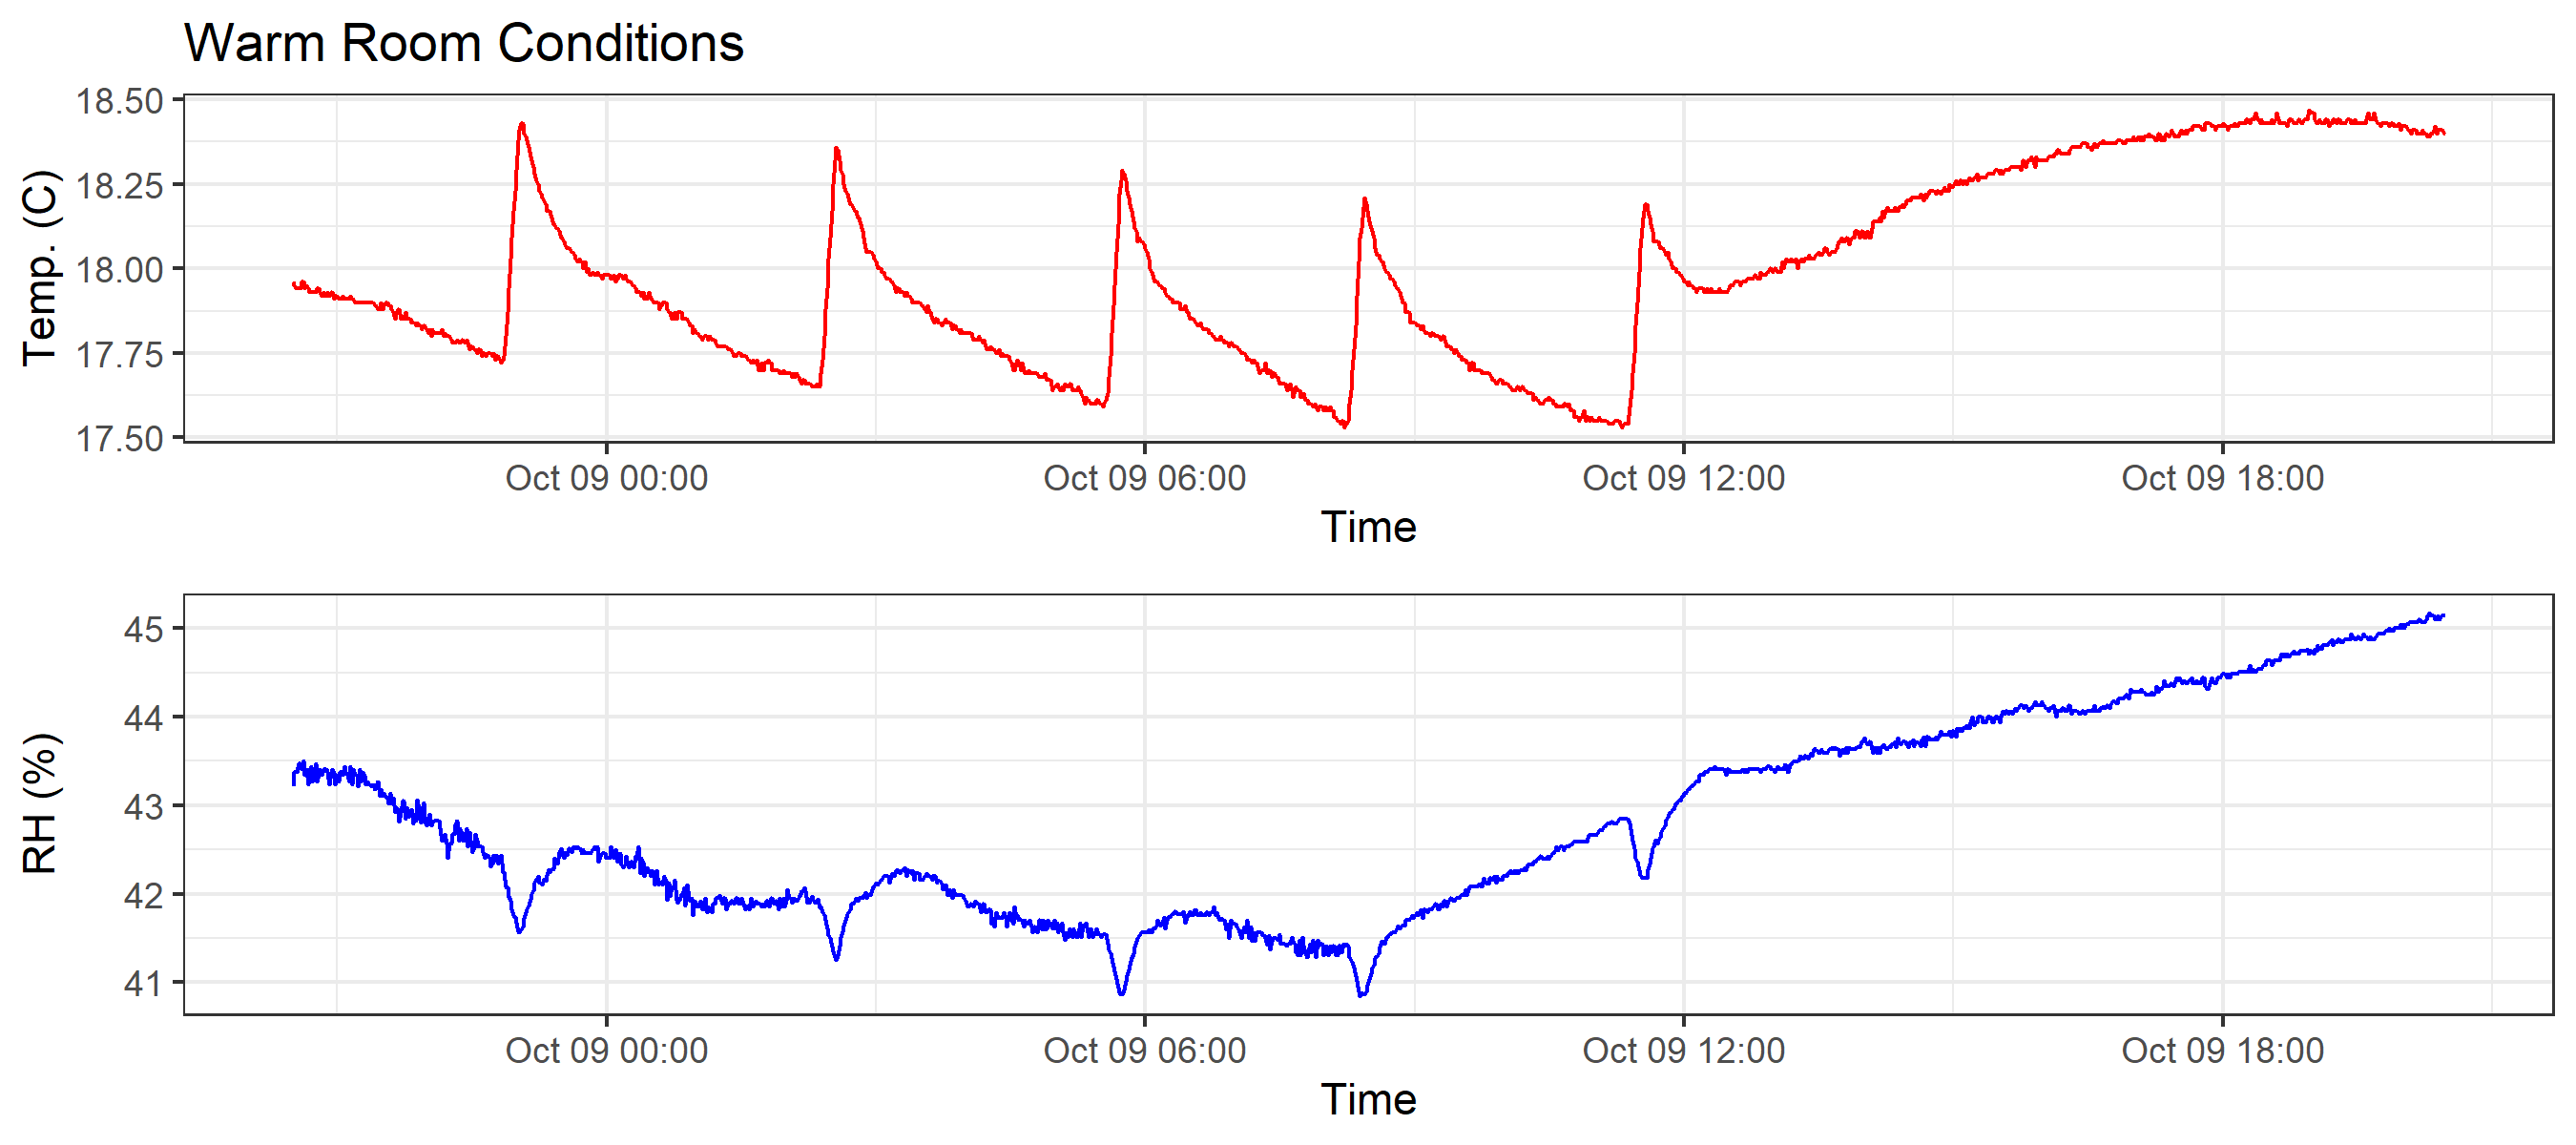 Warm Room Conditions
Temp. (C)
18.50
18.25
18.00
17.75
17.50
Oct 09 00:00 Oct 09 06:00 Oct 09 12:00 Oct 09 18:00
Time
RH (%)
45
44
43
42
41
Oct 09 00:00 Oct 09 06:00 Oct 09 12:00 Oct 09 18:00
Time